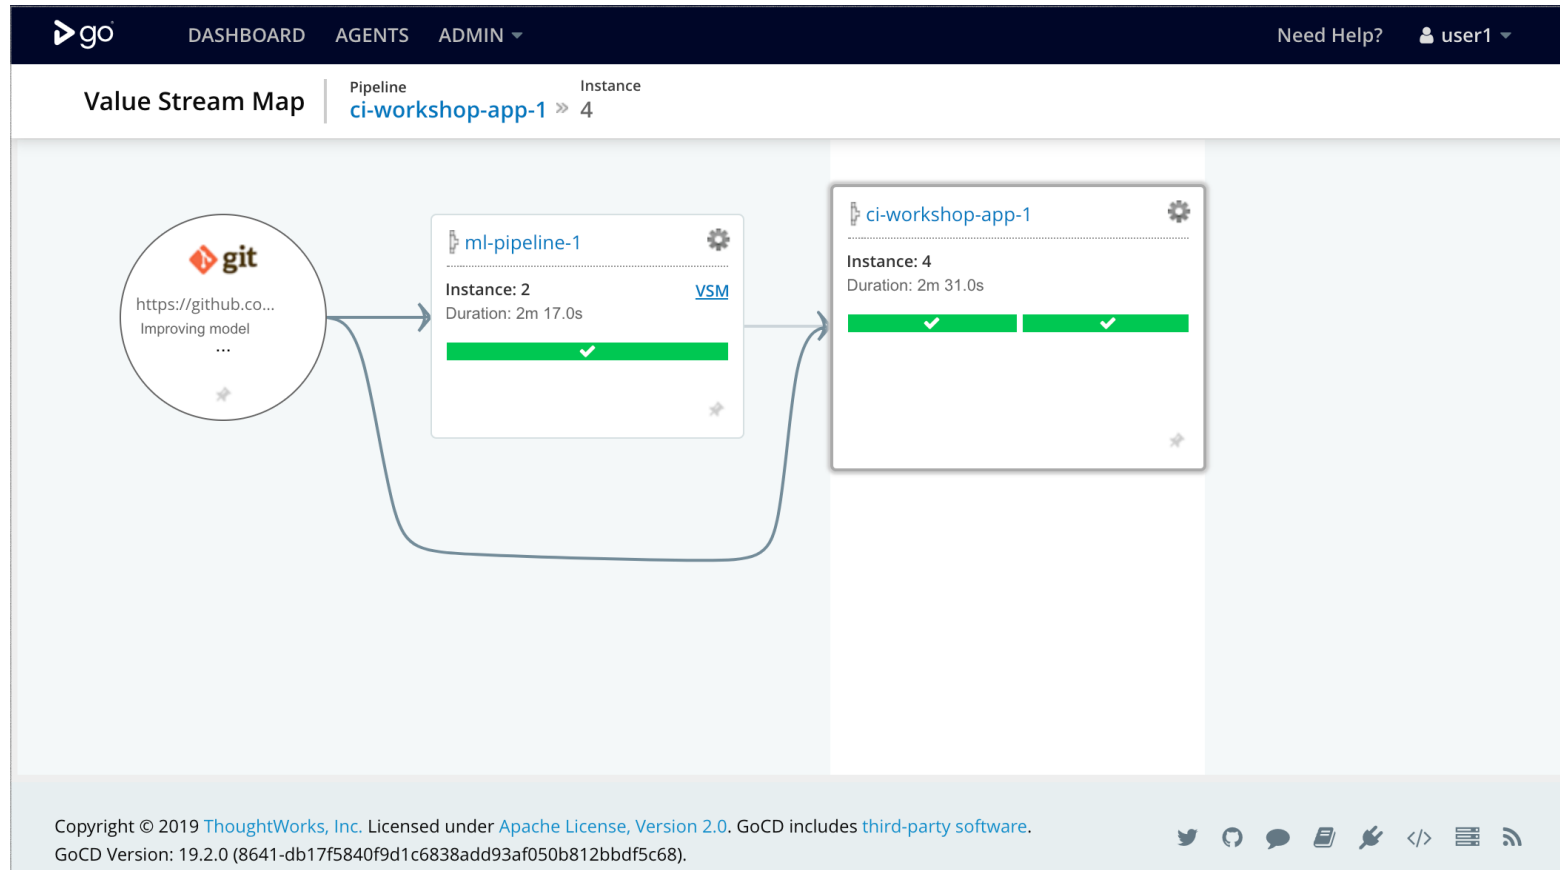 go
DASHBOARD AGENTS ADMIN
Need Help? user1
Value Stream Map
Pipeline
ci-workshop-app-1 »
Instance
4
git
https://github.co...
Improving model
...
ml-pipeline-1
Instance: 2 VSM
Duration: 2m 17.0s
ci-workshop-app-1
Instance: 4
Duration: 2m 31.0s
Copyright © 2019 ThoughtWorks, Inc. Licensed under Apache License, Version 2.0. GoCD includes third-party software.
GoCD Version: 19.2.0 (8641-db17f5840f9d1c6838add93af050b812bbdf5c68).